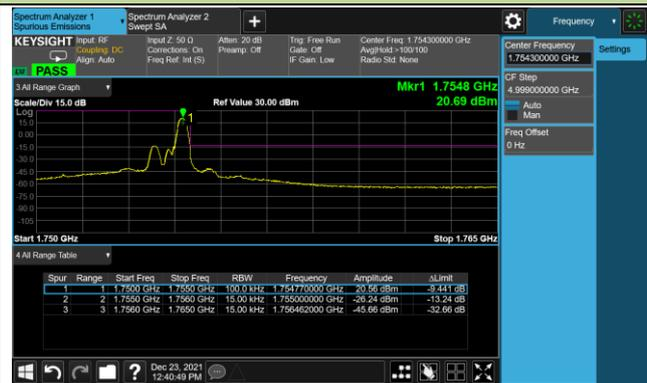 Spectrum Analyzer 1
Spurious Emissions
Spectrum Analyzer 2
Swept SA
Frequency
KEYSIGHT
Input: RF
Coupling: DC
Align: Auto
Input Z: 50 Ω
Corrections: On
Freq Ref: Int (S)
Atten: 20 dB
Preamp: Off
Trig: Free Run
Gate: Off
IF Gain: Low
Center Freq: 1.754300000 GHz
Avg|Hold:>100/100
Radio Std: None
PASS
Center Frequency
1.754300000 GHz
Settings
CF Step
4.999000000 GHz
Auto
Man
Freq Offset
0 Hz
3 All Range Graph
Mkr1 1.7548 GHz
20.69 dBm
Scale/Div 15.0 dB
Ref Value 30.00 dBm
Log
15.0
0.00
-15.0
-30.0
-45.0
-60.0
-75.0
-90.0
-105
1
Start 1.750 GHz
Stop 1.765 GHz
4 All Range Table
Spur Range Start Freq Stop Freq RBW Frequency Amplitude ΔLimit
1 1 1.7500 GHz 1.7550 GHz 100.0 kHz 1.754770000 GHz 20.56 dBm -9.441 dB
2 2 1.7550 GHz 1.7560 GHz 15.00 kHz 1.755000000 GHz -26.24 dBm -13.24 dB
3 3 1.7560 GHz 1.7650 GHz 15.00 kHz 1.756462000 GHz -45.66 dBm -32.66 dB
Dec 23, 2021
12:40:49 PM